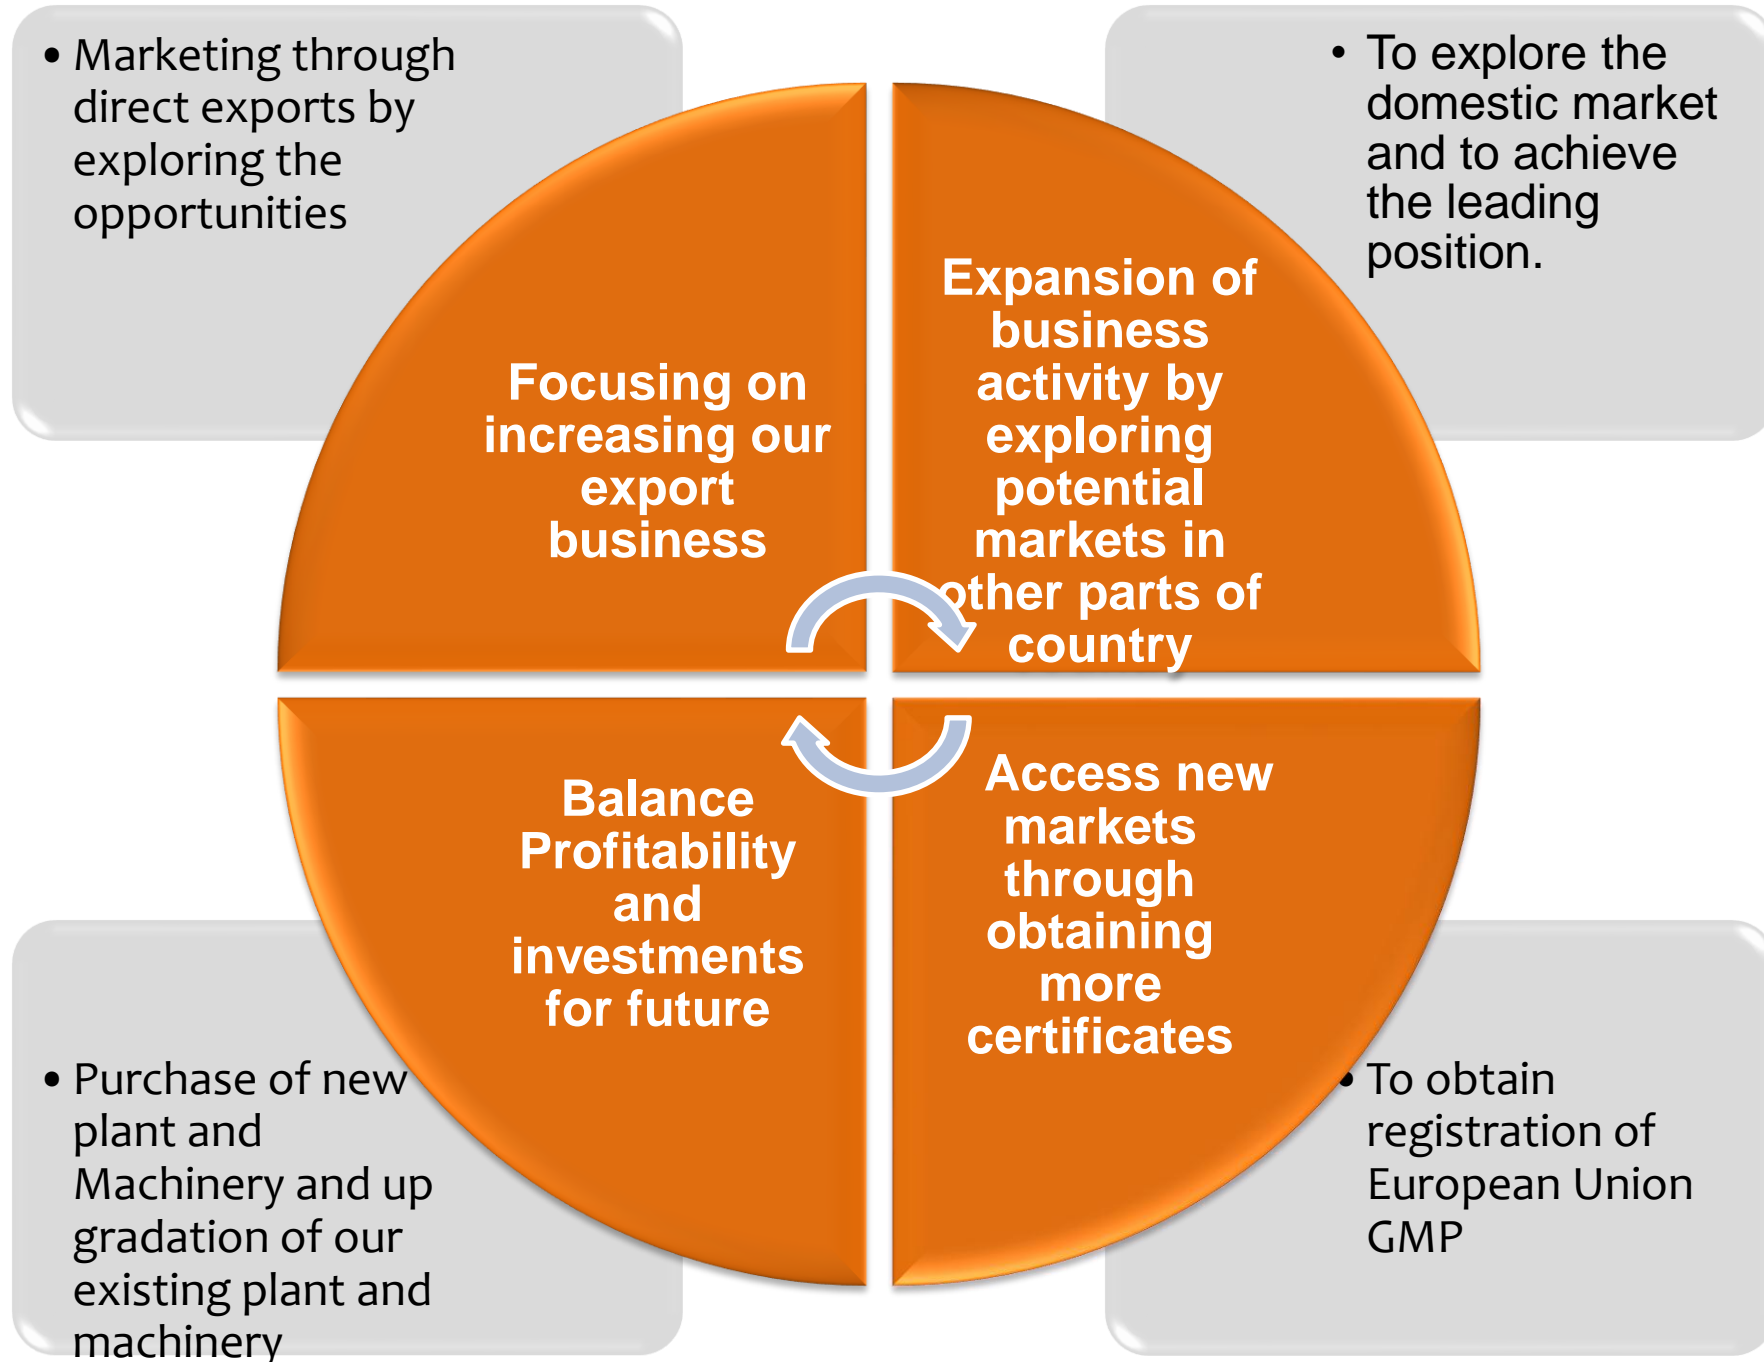 • Marketing through
direct exports by
exploring the
opportunities
• To explore the
domestic market
and to achieve
the leading
position.
Focusing on
increasing our
export
business
Expansion of
business
activity by
exploring
potential
markets in
other parts of
country
Balance
Profitability
and
investments
for future
Access new
markets
through
obtaining
more
certificates
• Purchase of new
plant and
Machinery and up
gradation of our
existing plant and
machinery
• To obtain
registration of
European Union
GMP